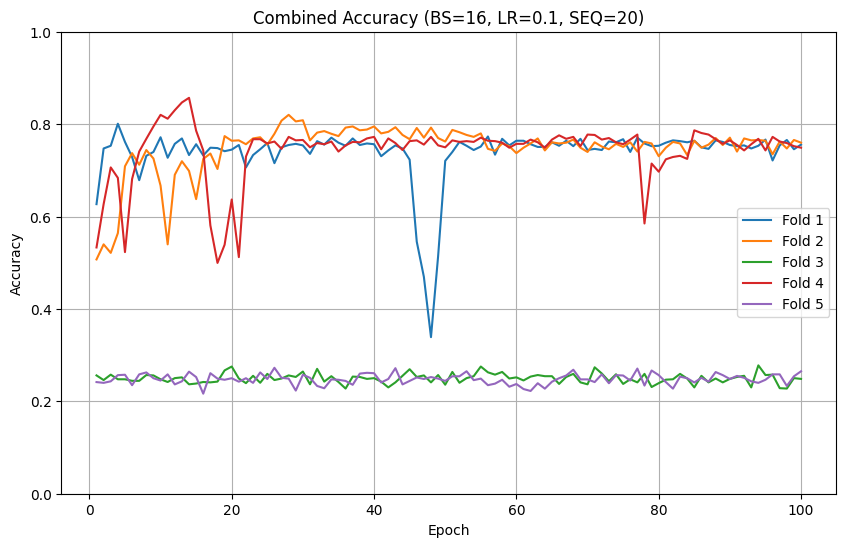 Combined Accuracy (BS=16, LR=0.1, SEQ=20)
1.0
0.8
0.6
0.4
0.2
0.0
Accuracy
Fold 1
Fold 2
Fold 3
Fold 4
Fold 5
0 20 40 60 80 100
Epoch